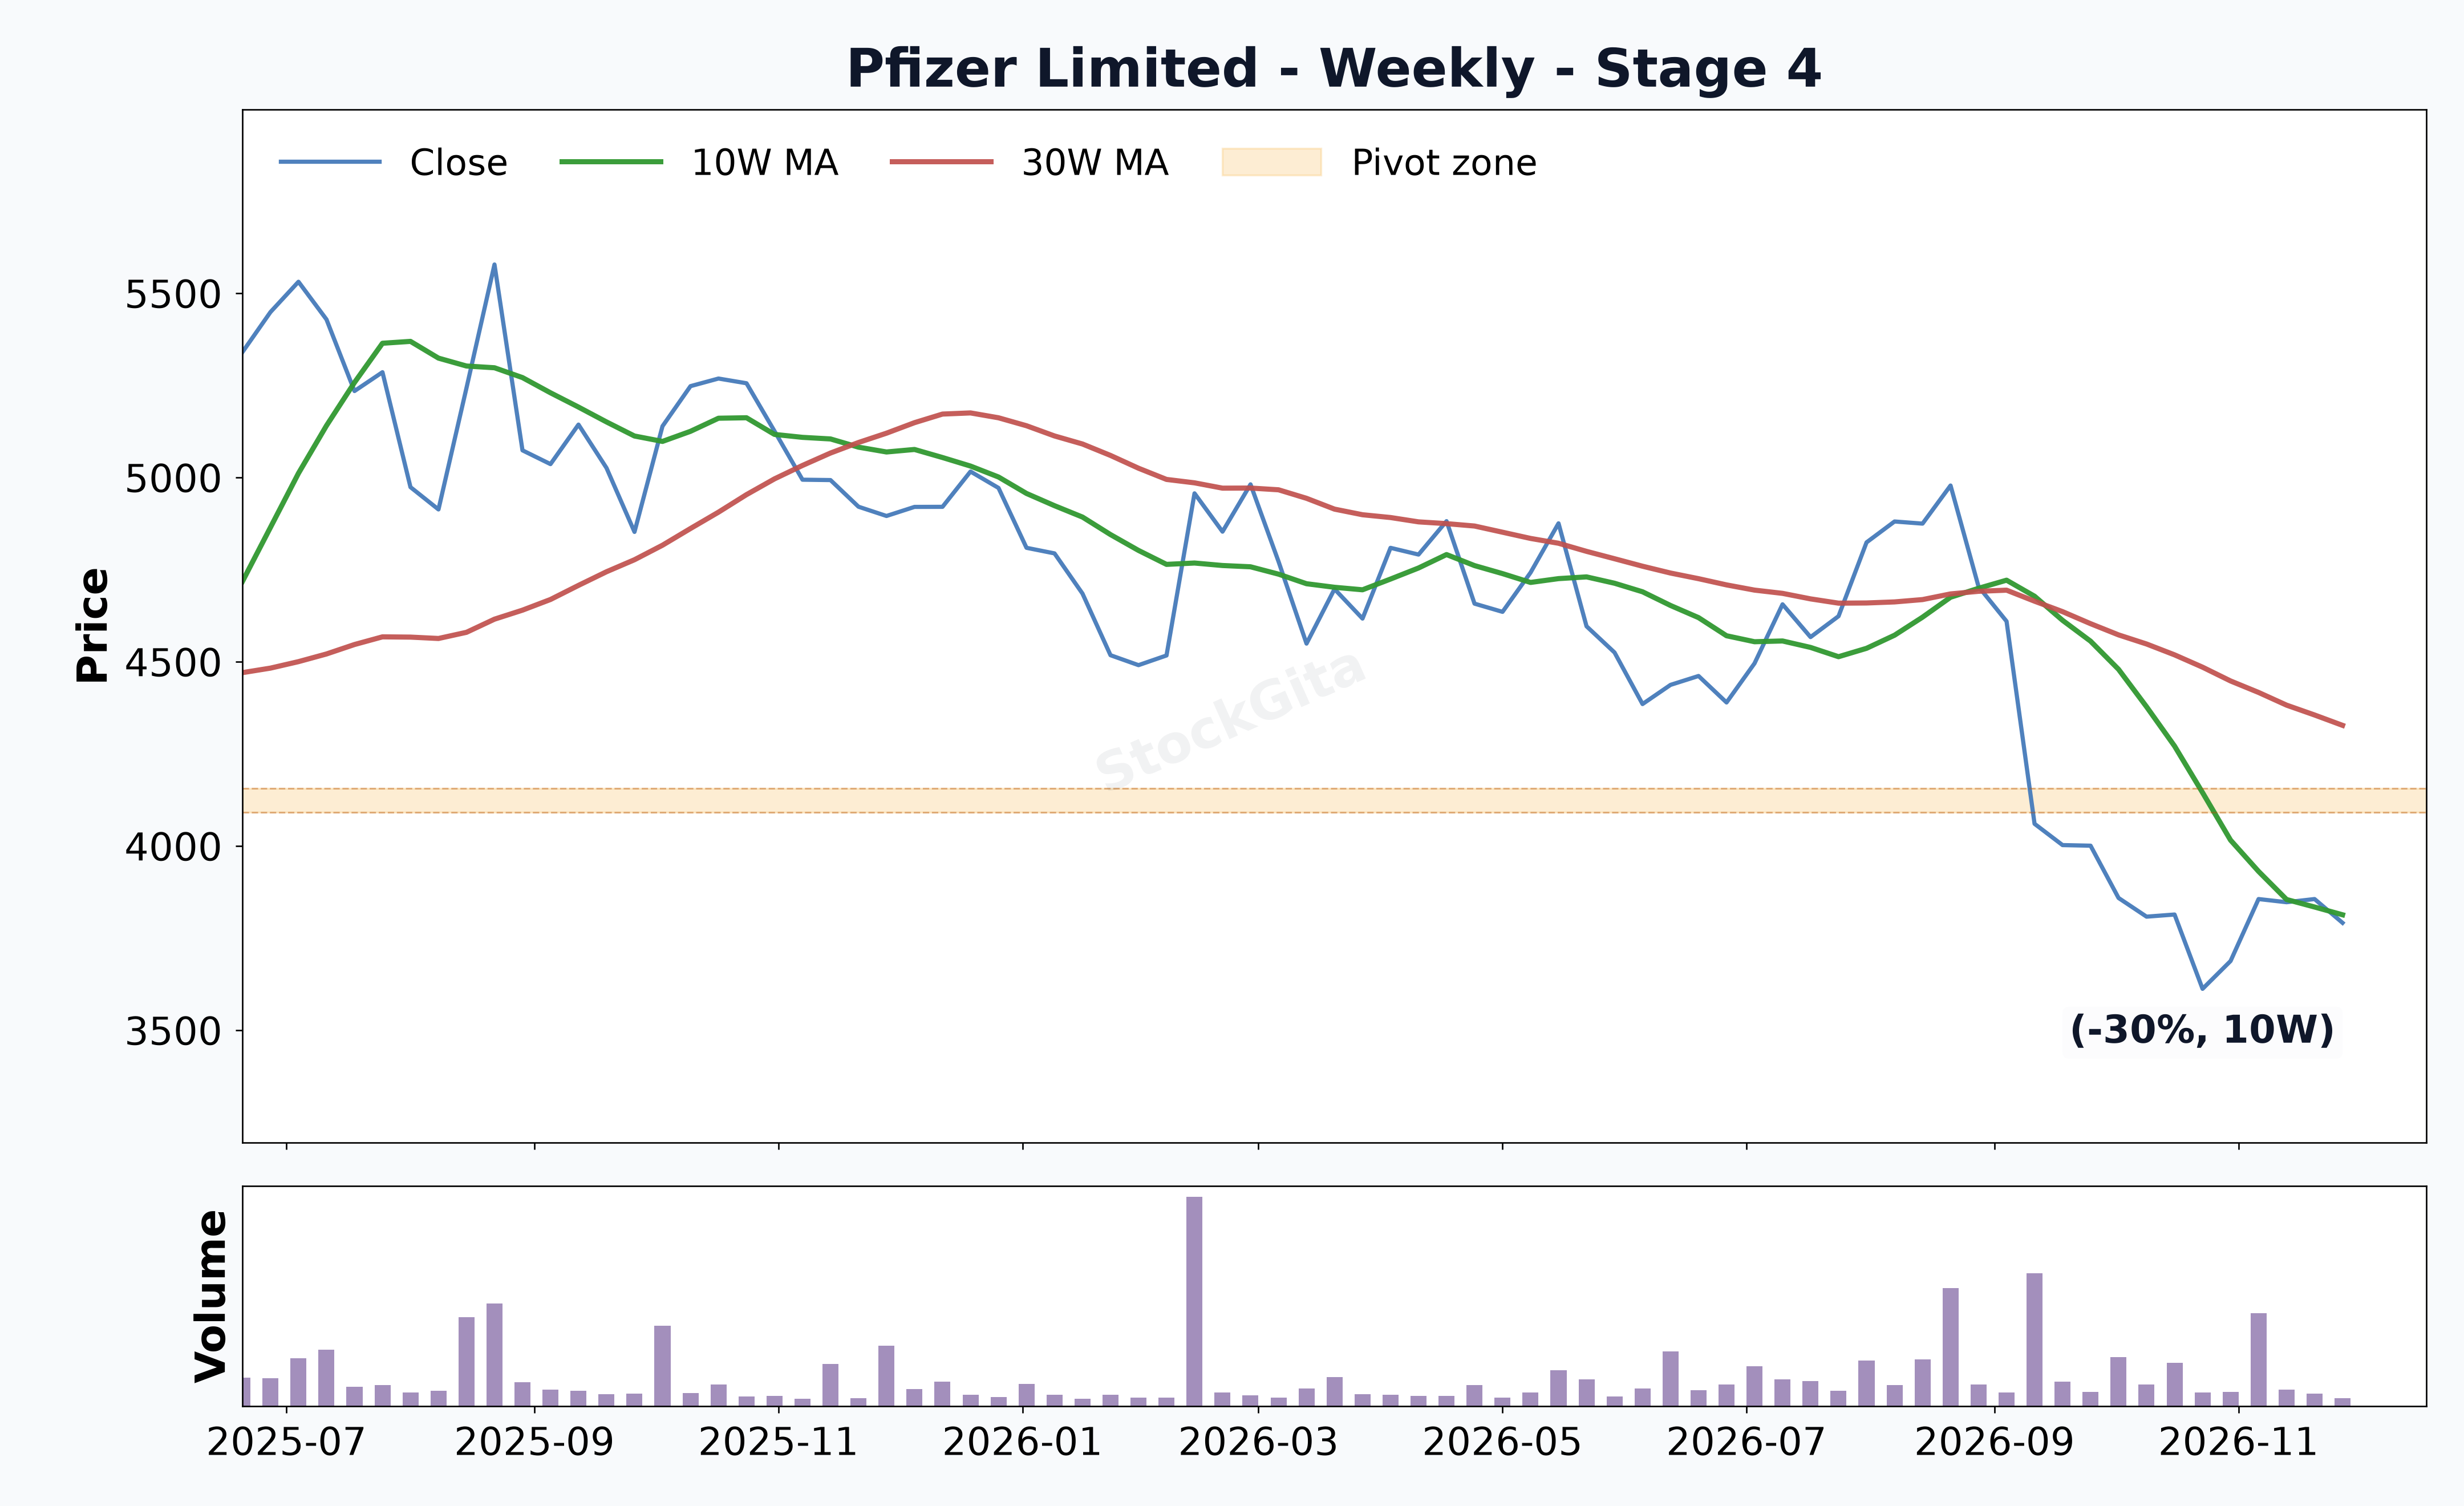 Pfizer Limited - Weekly - Stage 4
Close
10W MA
30W MA
Pivot zone
Price
5500
5000
4500
4000
3500
StockGita
(-30%, 10W)
Volume
2025-07
2025-09
2025-11
2026-01
2026-03
2026-05
2026-07
2026-09
2026-11